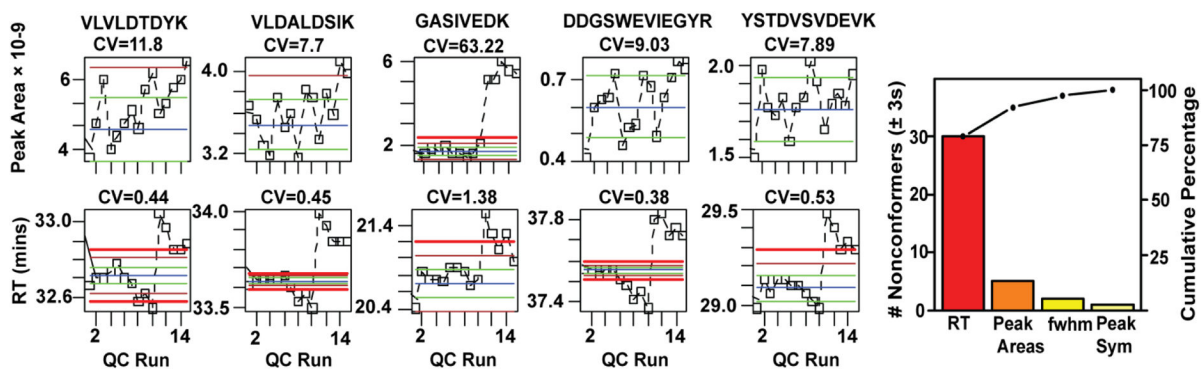 VLVLDTDYK VLDALDSIK GASIVEDK DDGSWEVIEGYR YSTDVSVDEVK
CV=11.8 CV=7.7 CV=63.22 CV=9.03 CV=7.89
Peak Area × 10-9
6
4
4.0
3.2
6
4
2
0.7
0.4
2.0
1.5
CV=0.44 CV=0.45 CV=1.38 CV=0.38 CV=0.53
RT (mins)
33.0
32.6
34.0
33.5
21.4
20.4
37.8
37.4
29.5
29.0
2 14 2 14 2 14 2 14 2 14
QC Run QC Run QC Run QC Run QC Run
# Nonconformers (± 3s)
30
20
10
0
100
75
50
25
Cumulative Percentage
RT Peak Areas fwhm Peak Sym